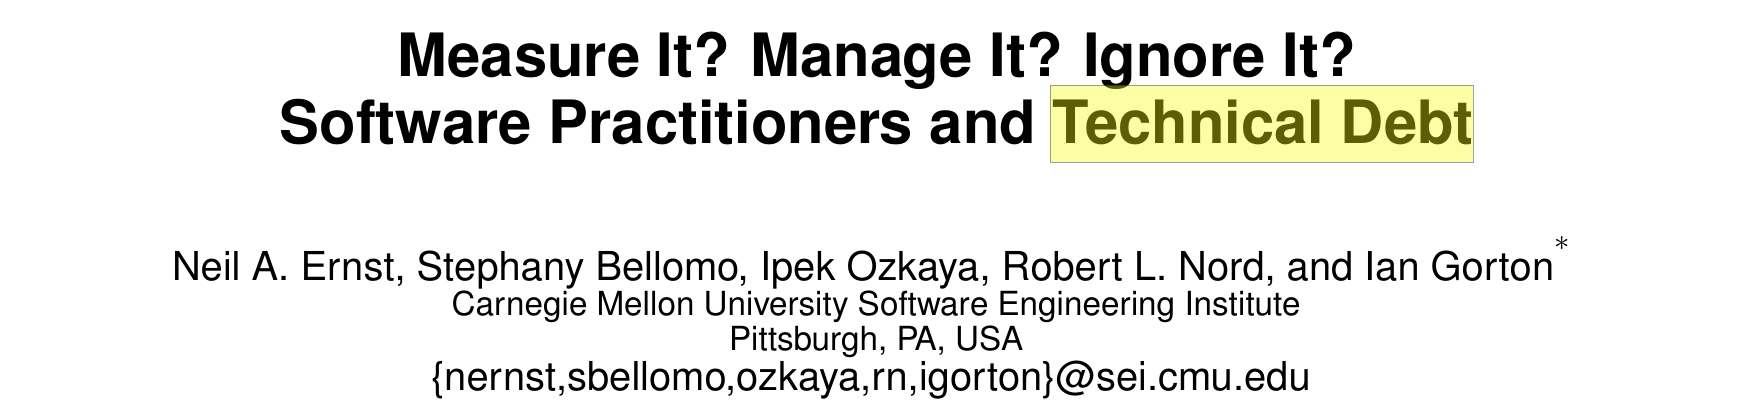 Measure It? Manage It? Ignore It?
Software Practitioners and Technical Debt
Neil A. Ernst, Stephany Bellomo, Ipek Ozkaya, Robert L. Nord, and Ian Gorton*
Carnegie Mellon University Software Engineering Institute
Pittsburgh, PA, USA
{nernst,sbellomo,ozkaya,rn,igorton}@sei.cmu.edu